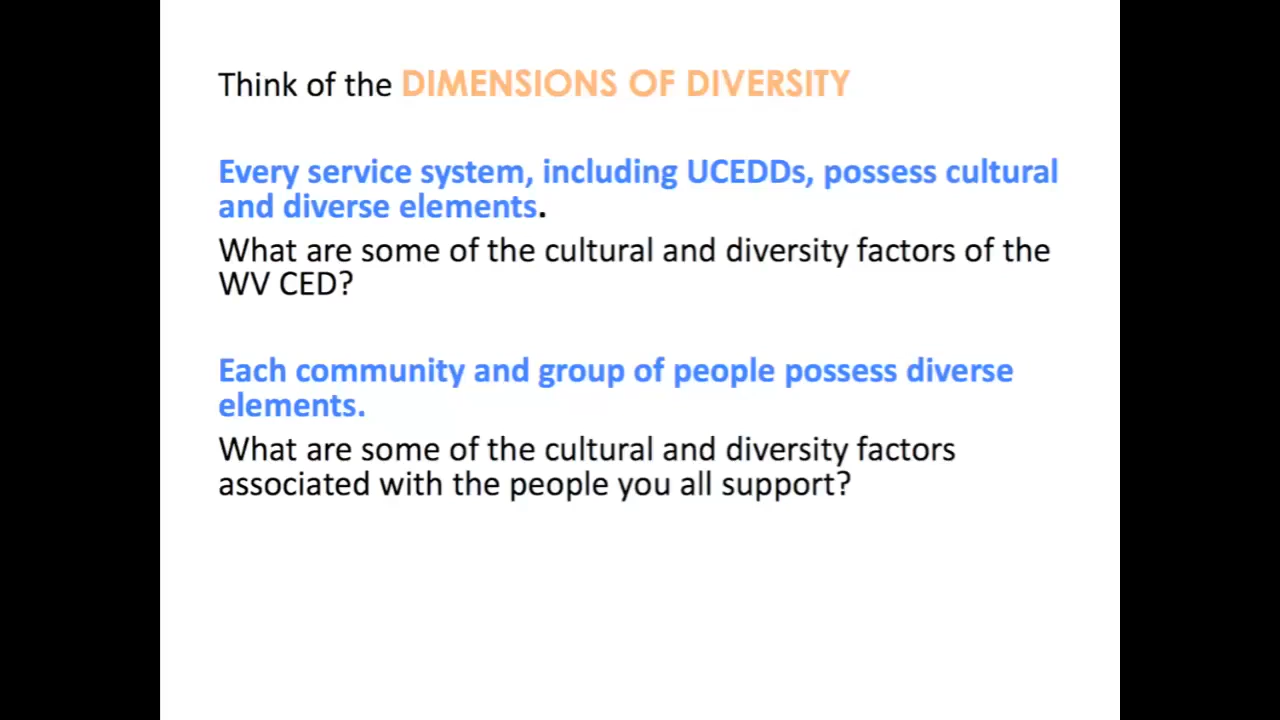 Think of the DIMENSIONS OF DIVERSITY
Every service system, including UCEDDs, possess cultural
and diverse elements.
What are some of the cultural and diversity factors of the
WV CED?
Each community and group of people possess diverse
elements.
What are some of the cultural and diversity factors
associated with the people you all support?